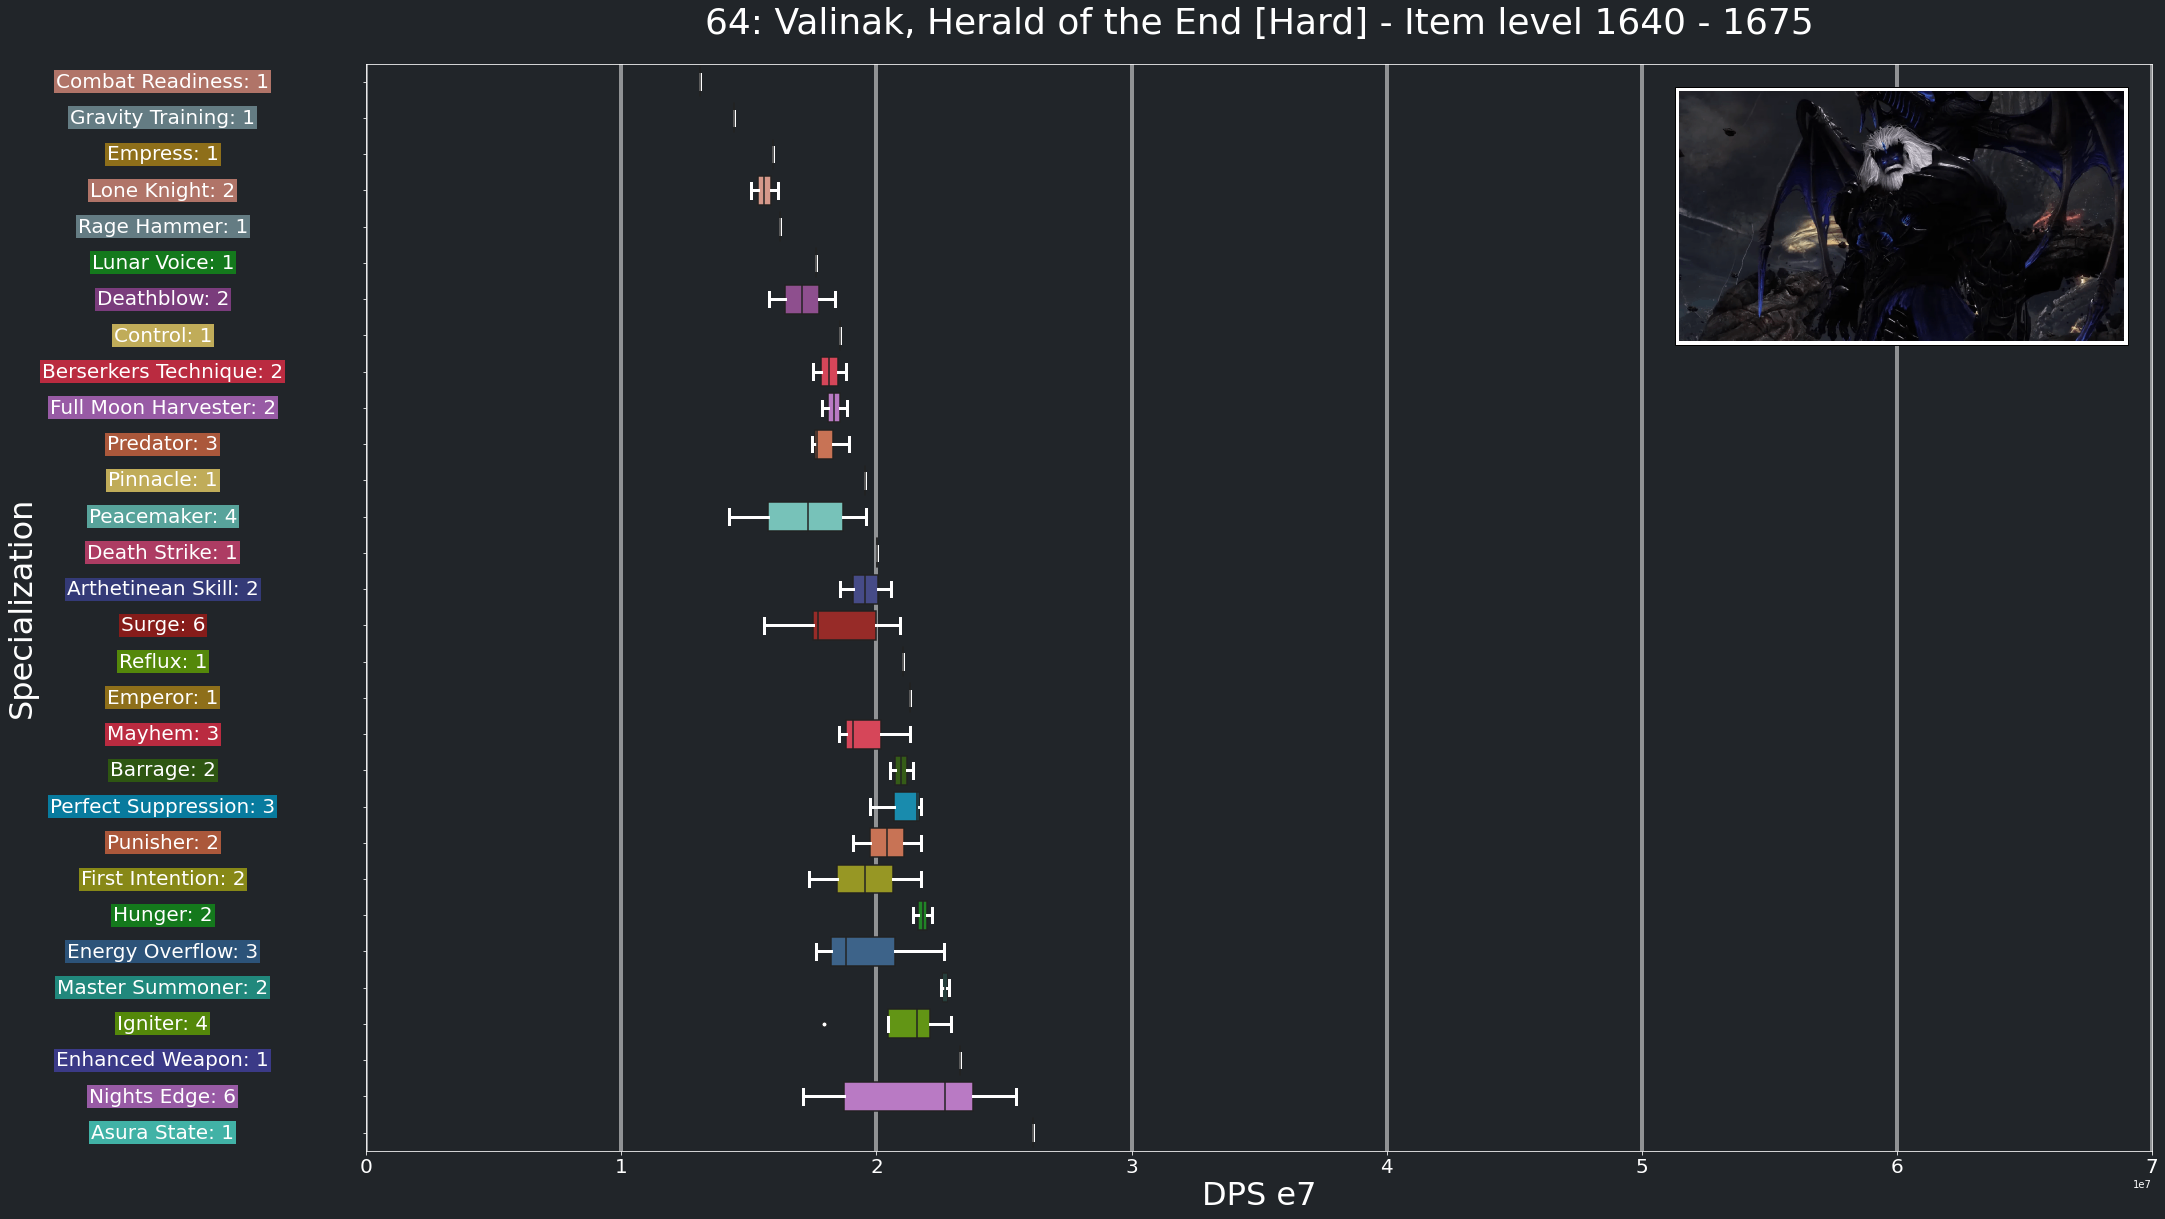 64: Valinak, Herald of the End [Hard] - Item level 1640 - 1675
Specialization
Combat Readiness: 1
Gravity Training: 1
Empress: 1
Lone Knight: 2
Rage Hammer: 1
Lunar Voice: 1
Deathblow: 2
Control: 1
Berserkers Technique: 2
Full Moon Harvester: 2
Predator: 3
Pinnacle: 1
Peacemaker: 4
Death Strike: 1
Arthetinean Skill: 2
Surge: 6
Reflux: 1
Emperor: 1
Mayhem: 3
Barrage: 2
Perfect Suppression: 3
Punisher: 2
First Intention: 2
Hunger: 2
Energy Overflow: 3
Master Summoner: 2
Igniter: 4
Enhanced Weapon: 1
Nights Edge: 6
Asura State: 1
0 1 2 3 4 5 6 7
1e7
DPS e7